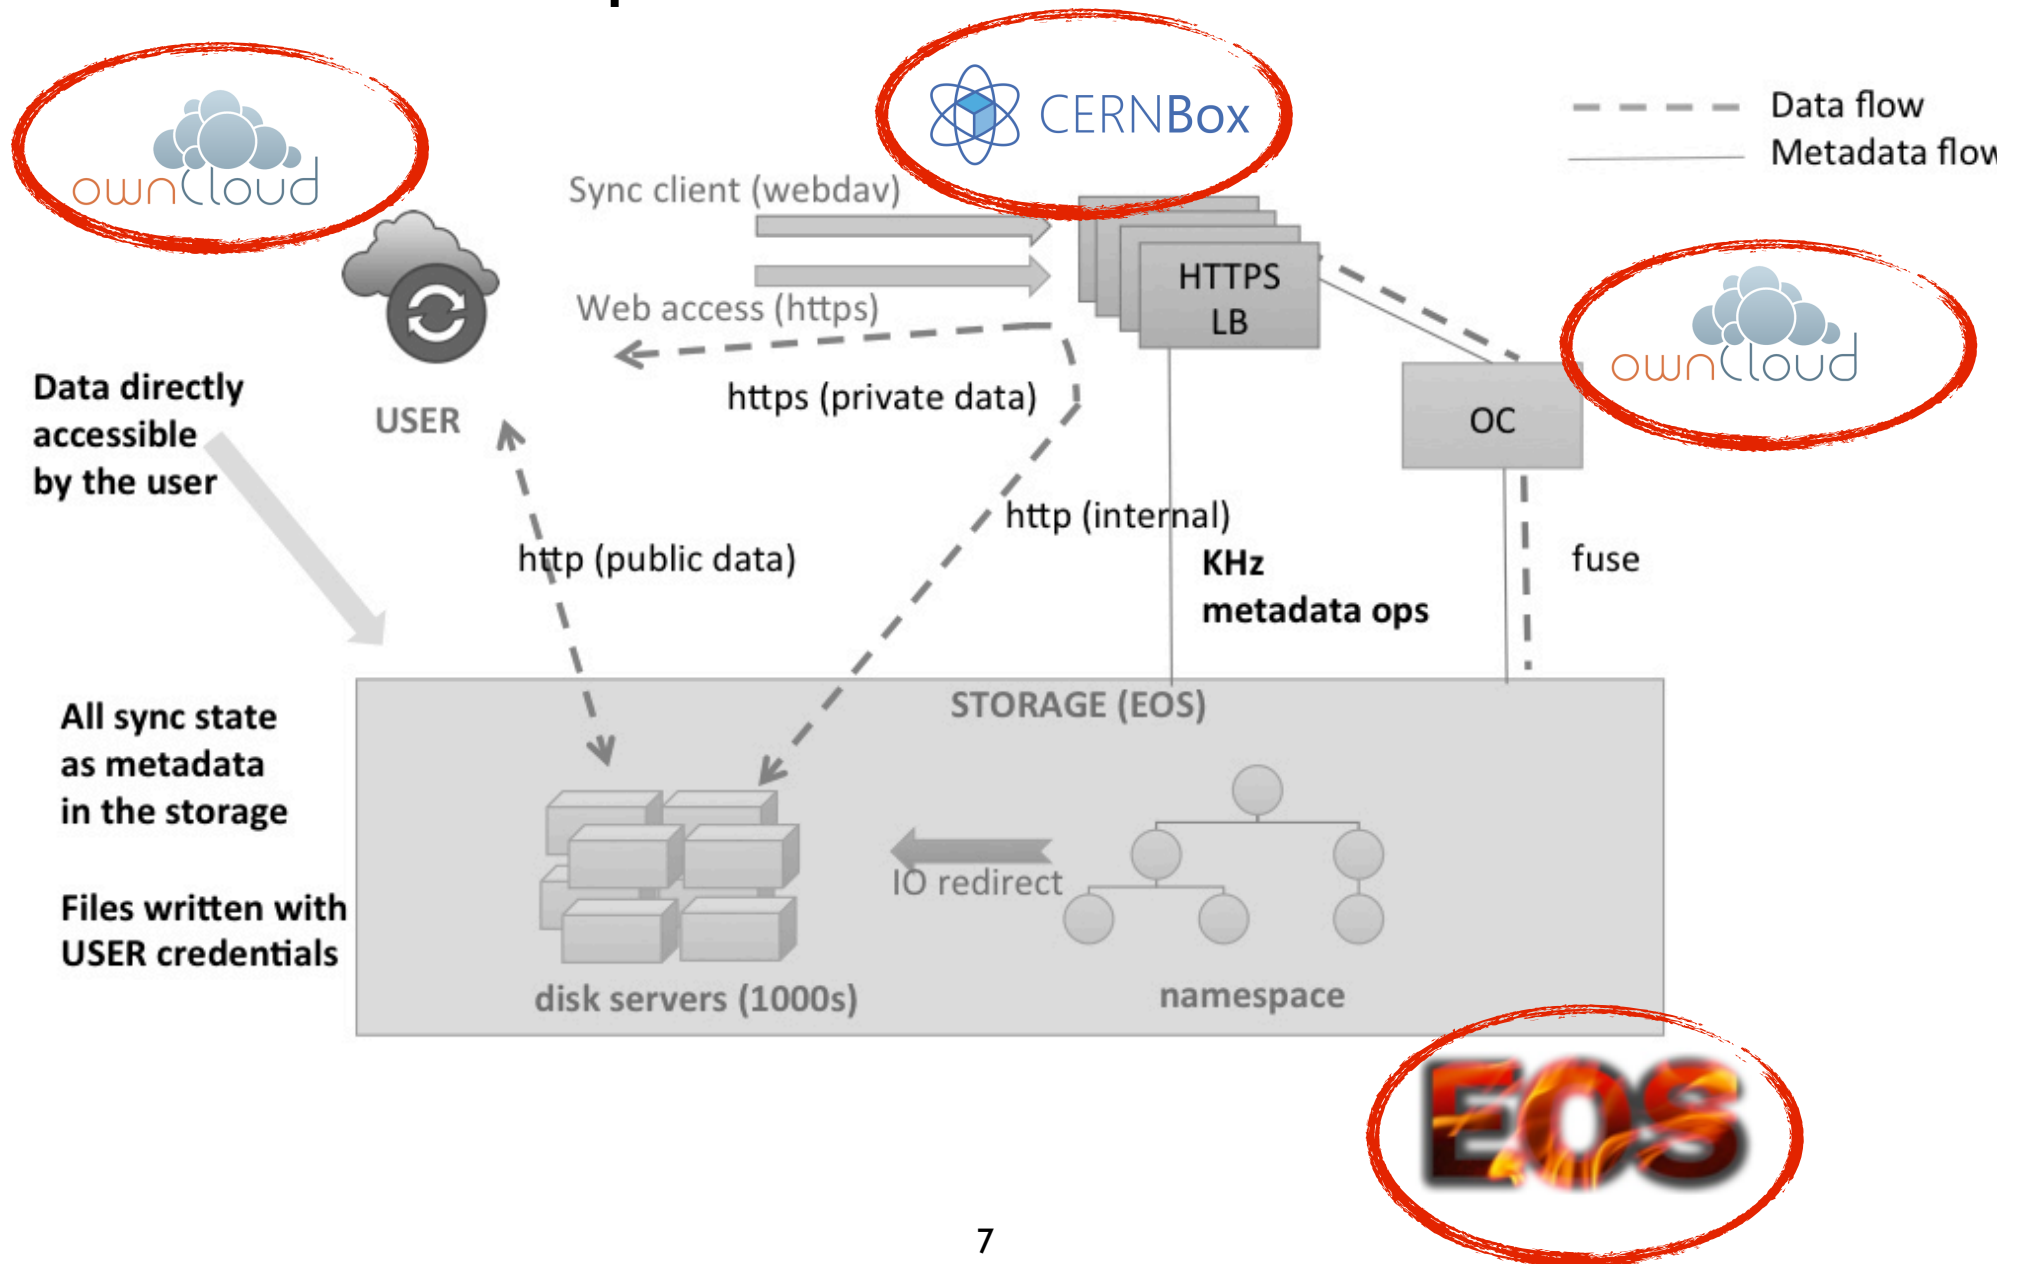 ownCloud
CERNBox
Data flow
Metadata flow
Sync client (webdav)
HTTPS
LB
Web access (https)
ownCloud
https (private data)
Data directly
accessible
by the user
USER
OC
http (internal)
http (public data)
KHz
metadata ops
fuse
STORAGE (EOS)
All sync state
as metadata
in the storage
IO redirect
Files written with
USER credentials
disk servers (1000s)
namespace
EOS
7